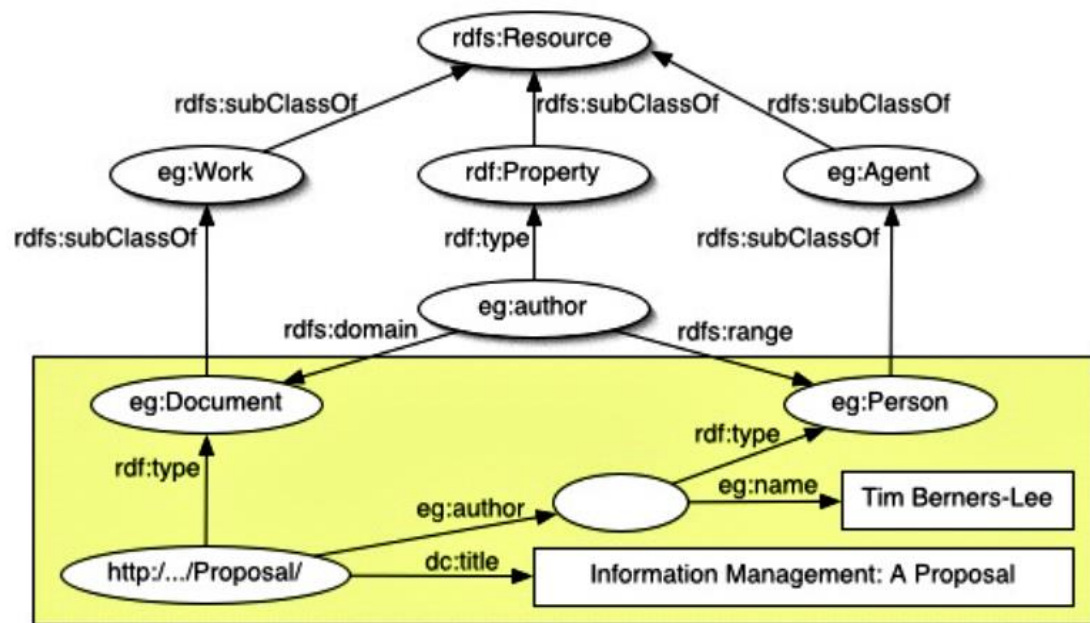 rdfs:Resource
rdfs:subClassOf
rdfs:subClassOf
rdfs:subClassOf
eg:Work
rdf:Property
eg:Agent
rdfs:subClassOf
rdf:type
rdfs:subClassOf
eg:author
rdfs:domain
rdfs:range
eg:Document
eg:Person
rdf:type
rdf:type
eg:author
eg:name
Tim Berners-Lee
http:/.../Proposal/
dc:title
Information Management: A Proposal